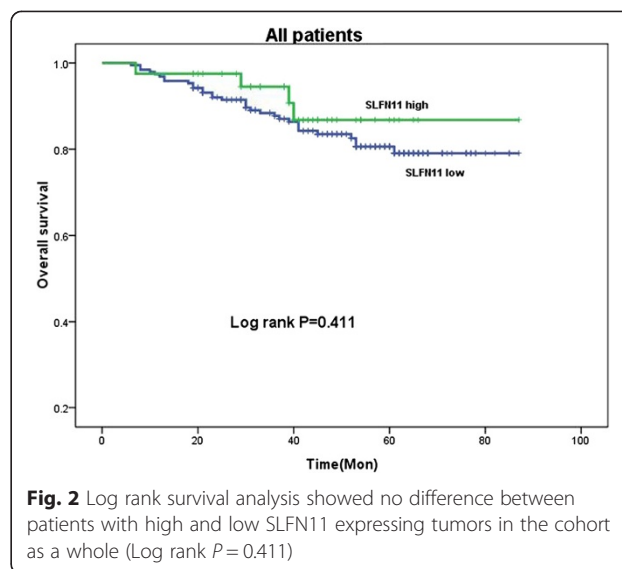 All patients
1.0
0.8
0.6
0.4
0.2
Overall survival
SLFN11 high
SLFN11 low
Log rank P=0.411
0
20
40
60
80
100
Time(Mon)
Fig. 2 Log rank survival analysis showed no difference between
patients with high and low SLFN11 expressing tumors in the cohort
as a whole (Log rank P = 0.411)